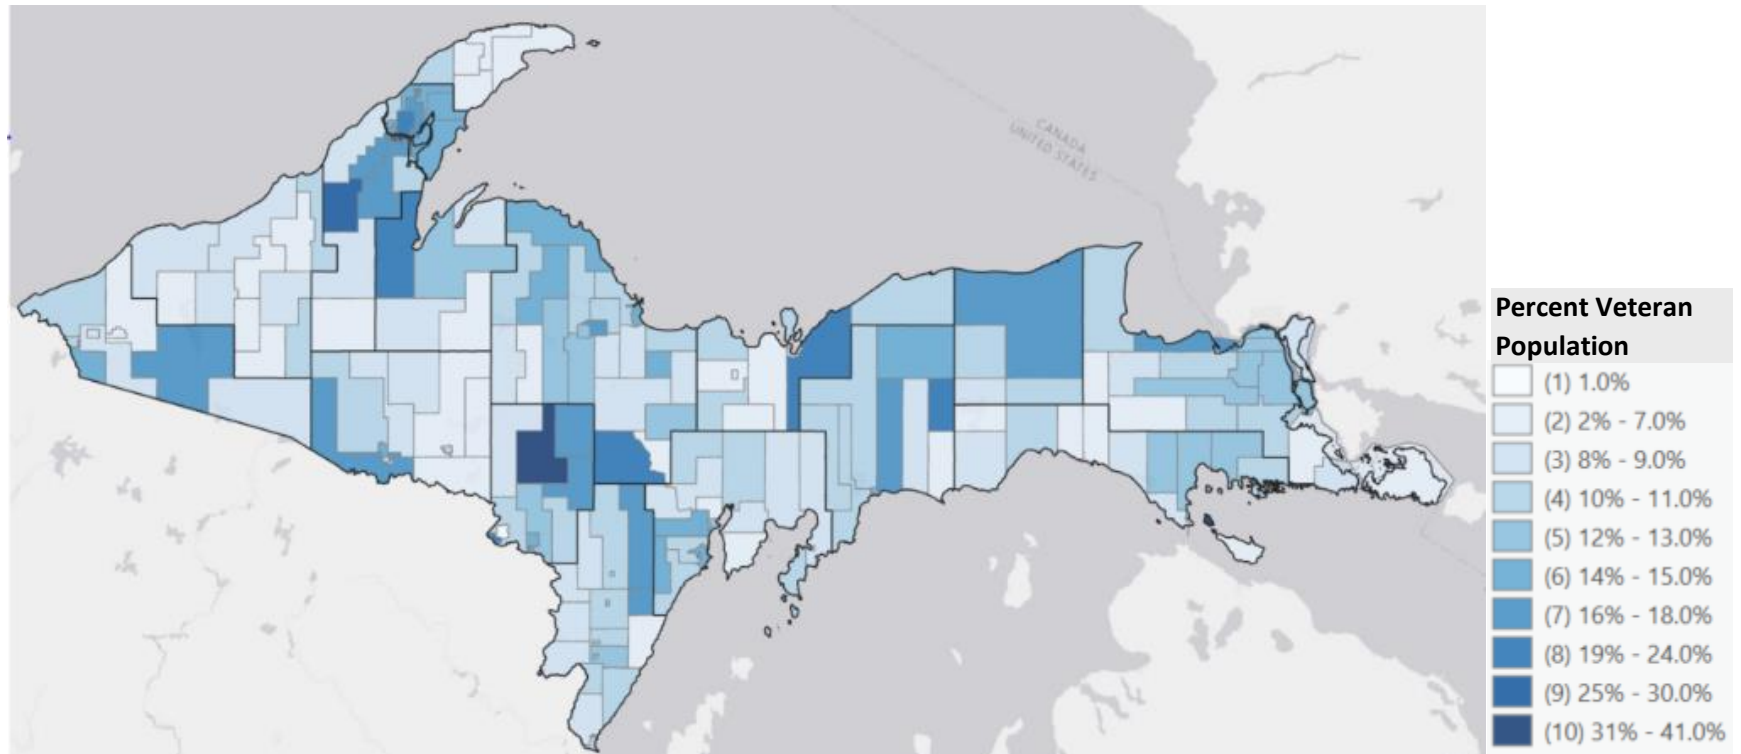 CANADA
UNITED STATES
Percent Veteran
Population
(1) 1.0%
(2) 2% - 7.0%
(3) 8% - 9.0%
(4) 10% - 11.0%
(5) 12% - 13.0%
(6) 14% - 15.0%
(7) 16% - 18.0%
(8) 19% - 24.0%
(9) 25% - 30.0%
(10) 31% - 41.0%